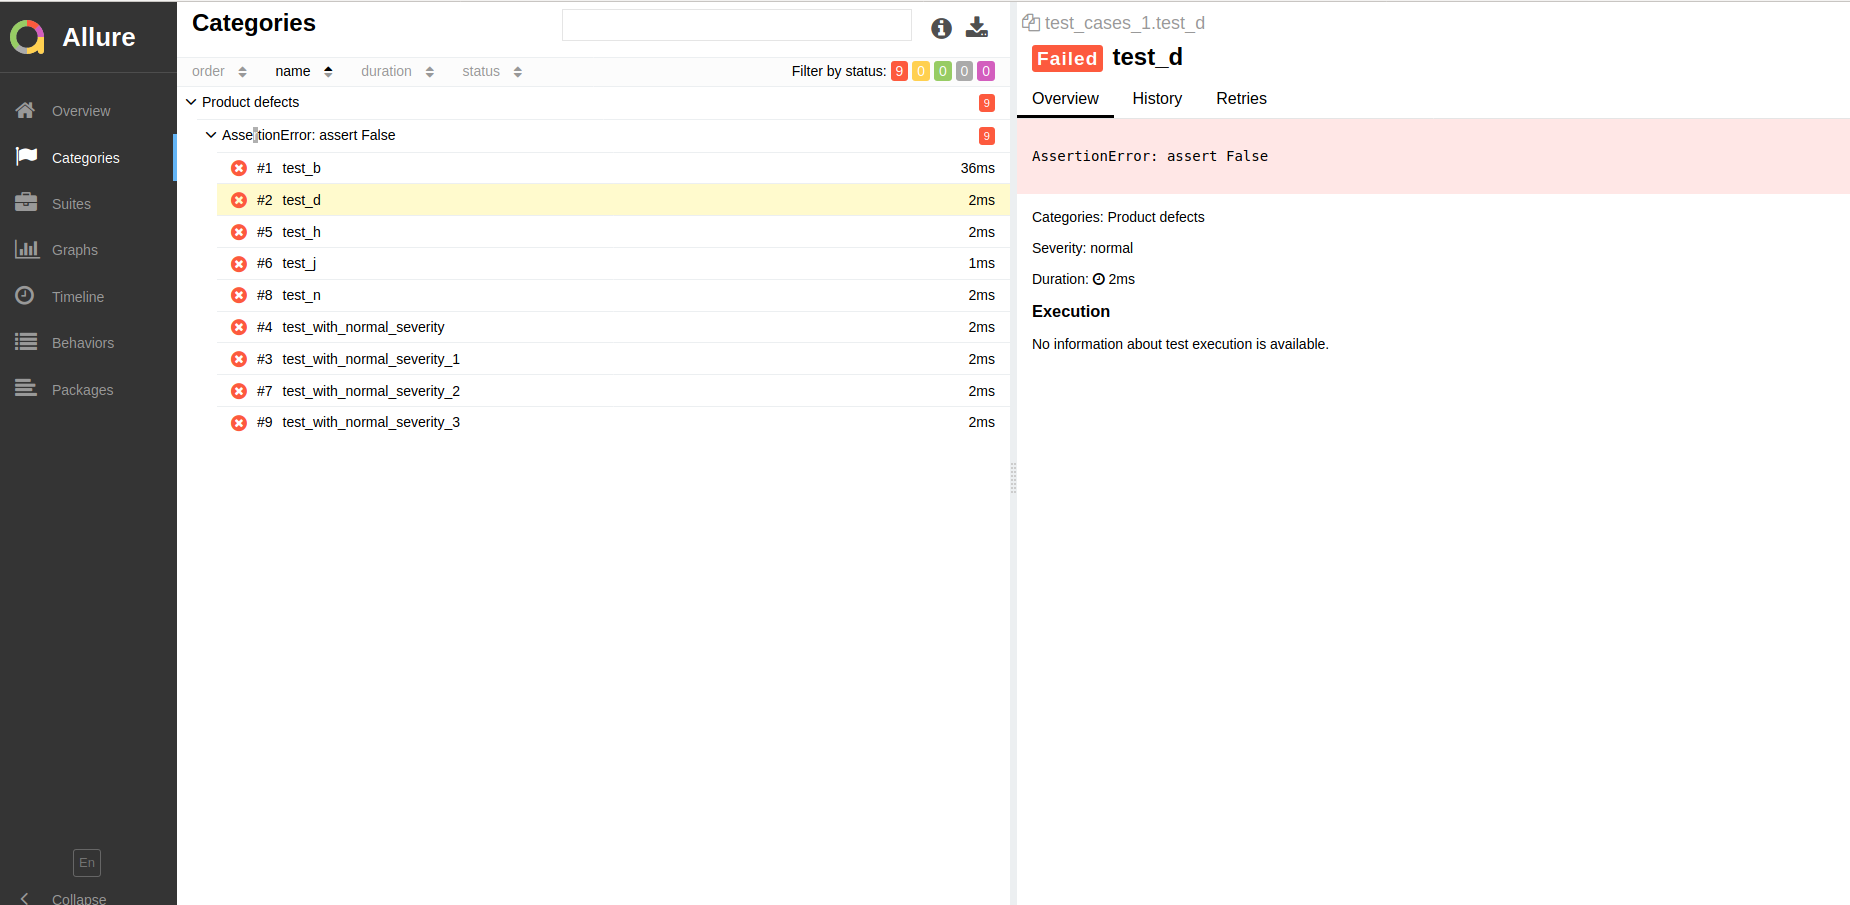 Allure
Overview
Categories
Suites
Graphs
Timeline
Behaviors
Packages
En
Collapse
Categories
order name duration status Filter by status: 9 0 0 0 0
Product defects 9
AssertionError: assert False 9
#1 test_b 36ms
#2 test_d 2ms
#5 test_h 2ms
#6 test_j 1ms
#8 test_n 2ms
#4 test_with_normal_severity 2ms
#3 test_with_normal_severity_1 2ms
#7 test_with_normal_severity_2 2ms
#9 test_with_normal_severity_3 2ms
test_cases_1.test_d
Failed test_d
Overview History Retries
AssertionError: assert False
Categories: Product defects
Severity: normal
Duration: 2ms
Execution
No information about test execution is available.